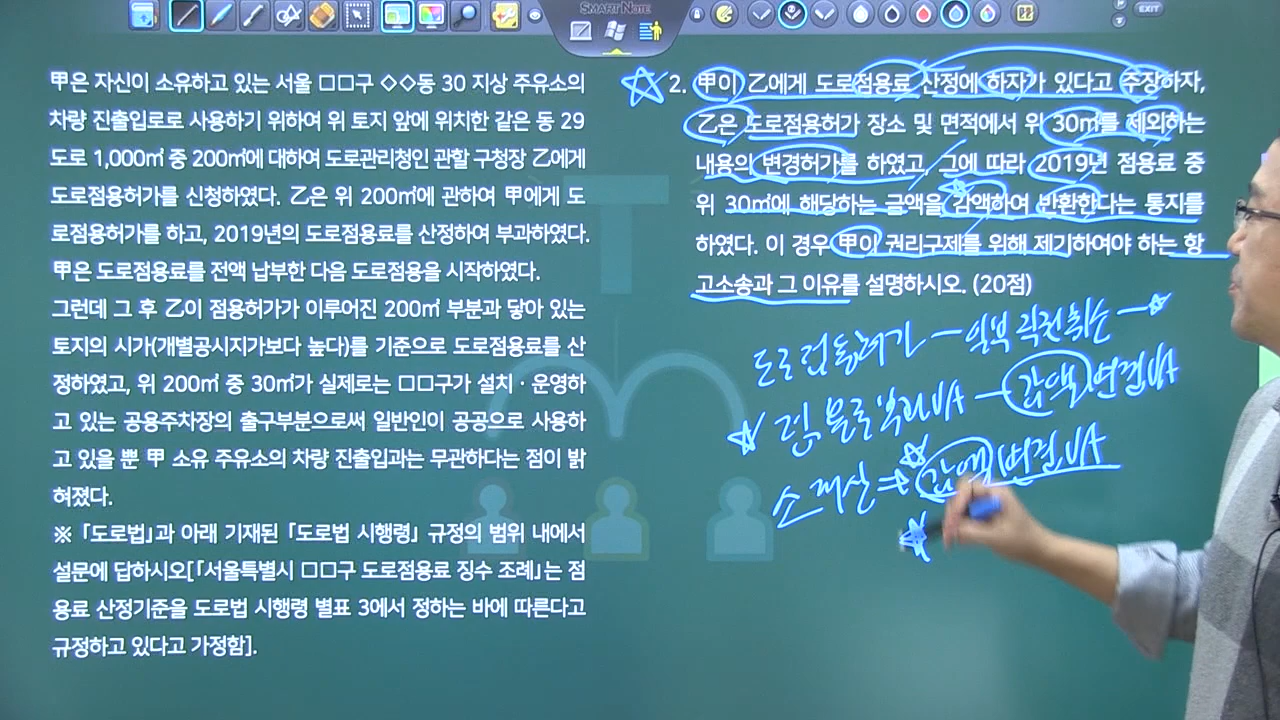 SMART NOTE
EXIT
甲은 자신이 소유하고 있는 서울 □□구 ◇◇동 30 지상 주유소의
차량 진출입로로 사용하기 위하여 위 토지 앞에 위치한 같은 동 29
도로 1,000㎡ 중 200㎡에 대하여 도로관리청인 관할 구청장 乙에게
도로점용허가를 신청하였다. 乙은 위 200㎡에 관하여 甲에게 도
로점용허가를 하고, 2019년의 도로점용료를 산정하여 부과하였다.
甲은 도로점용료를 전액 납부한 다음 도로점용을 시작하였다.
그런데 그 후 乙이 점용허가가 이루어진 200㎡ 부분과 닿아 있는
토지의 시가(개별공시지가보다 높다)를 기준으로 도로점용료를 산
정하였고, 위 200㎡ 중 30㎡가 실제로는 □□구가 설치 · 운영하
고 있는 공용주차장의 출구부분으로써 일반인이 공공으로 사용하
고 있을 뿐 甲 소유 주유소의 차량 진출입과는 무관하다는 점이 밝
혀졌다.
※ 「도로법」과 아래 기재된 「도로법 시행령」 규정의 범위 내에서
설문에 답하시오[「서울특별시 □□구 도로점용료 징수 조례」는 점
용료 산정기준을 도로법 시행령 별표 3에서 정하는 바에 따른다고
규정하고 있다고 가정함].
2. 甲이 乙에게 도로점용료 산정에 하자가 있다고 주장하자,
乙은 도로점용허가 장소 및 면적에서 위 30㎡를 제외하는
내용의 변경허가를 하였고, 그에 따라 2019년 점용료 중
위 30㎡에 해당하는 금액을 감액하여 반환한다는 통지를
하였다. 이 경우 甲이 권리구제를 위해 제기하여야 하는 항
고소송과 그 이유를 설명하시오. (20점)
도로점용허가 — 일부 직권취소 —
점용료 부과VA — 감액변경VA
소대상 감액변경VA